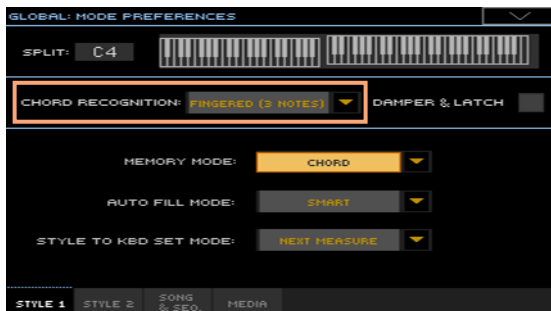 GLOBAL: MODE PREFERENCES
SPLIT: C4
CHORD RECOGNITION: FINGERED (3 NOTES) DAMPER & LATCH
MEMORY MODE: CHORD
AUTO FILL MODE: SMART
STYLE TO KBD SET MODE: NEXT MEASURE
STYLE 1 STYLE 2 SONG & SEQ. MEDIA